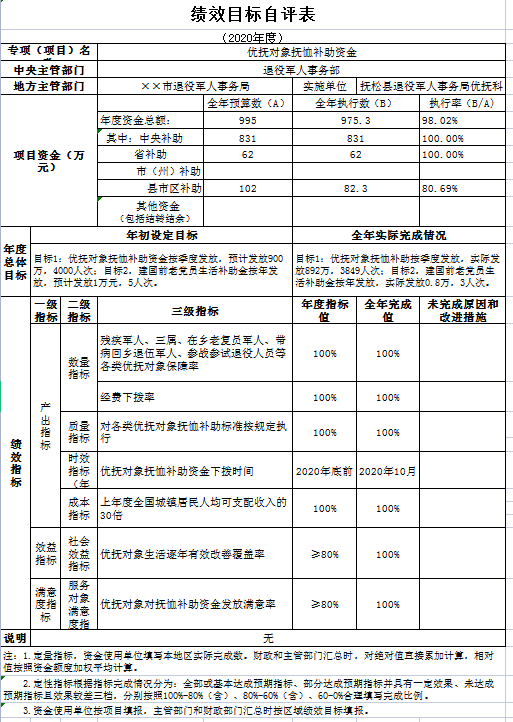 绩效目标自评表
（2020年度）
专项（项目）名 优抚对象抚恤补助资金
中央主管部门 退役军人事务部
地方主管部门 ××市退役军人事务局 实施单位 抚松县退役军人事务局优抚科
项目资金（万元） 全年预算数（A） 全年执行数（B） 执行率（B/A）
年度资金总额： 995 975.3 98.02%
其中：中央补助 831 831 100.00%
省补助 62 62 100.00%
市（州）补助
县市区补助 102 82.3 80.69%
其他资金
（包括结转结余）
年度总体目标 年初设定目标 全年实际完成情况
目标1：优抚对象抚恤补助资金按季度发放，预计发放900
万，4000人次；目标2，建国前老党员生活补助金按年发
放，预计发放1万元，5人次。
目标1：优抚对象抚恤补助按季度发放，实际发
放892万，3849人次；目标2，建国前老党员生
活补助金按年发放，实际发放0.8万，3人次。
绩效指标 一级指标 二级指标 三级指标 年度指标值 全年完成值 未完成原因和改进措施
产出指标 数量指标
残疾军人、三属、在乡老复员军人、带
病回乡退伍军人、参战参试退役人员等
各类优抚对象保障率 100% 100%
经费下拨率 100% 100%
质量指标 对各类优抚对象抚恤补助标准按规定执
行 100% 100%
时效指标（年 优抚对象抚恤补助资金下拨时间 2020年底前 2020年10月
成本指标 上年度全国城镇居民人均可支配收入的
30倍 100% 100%
效益指标 社会效益指标 优抚对象生活逐年有效改善覆盖率 ≥80% 100%
满意度指标 服务对象满意度指 优抚对象对抚恤补助资金发放满意率 ≥80% 100%
说明 无
注：1.定量指标，资金使用单位填写本地区实际完成数。财政和主管部门汇总时，对绝对值直接累加计算，相对
值按照资金额度加权平均计算。
2.定性指标根据指标完成情况分为：全部或基本达成预期指标、部分达成预期指标并具有一定效果、未达成
预期指标且效果较差三档，分别按照100%-80%（含）、80%-60%（含）、60-0%合理填写完成比例。
3.资金使用单位按项目填报，主管部门和财政部门汇总时按区域绩效目标填报。